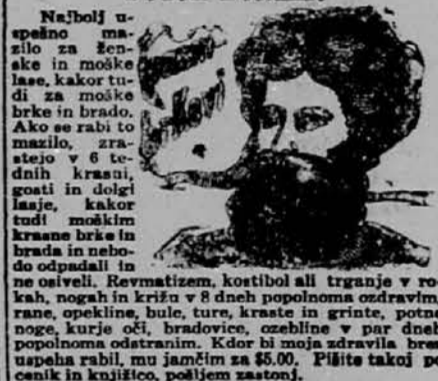 Najbolj u-
spešno ma-
zilo za žen-
ske in moške
lase, kakor tu-
di za moške
brke in brado.
Ako se rabi to
mazilo, zra-
stejo v 6 te-
dnih krasni,
gosti in dolgi
lasje, kakor
tudi moškim
krasne brke in
brada in nebo-
do odpadali in
ne osiveli. Revmatizem, kostibol ali trganje v ro-
kah, nogah in križu v 8 dneh popolnoma ozdravim,
rane, opekline, bule, ture, kraste in grinte, potne
noge, kurje oči, bradovice, ozebline v par dneh
popolnoma odstranim. Kdor bi moja zdravila brez
uspeha rabil, mu jamčim za $5.00. Pišite takoj po
cenik in knjižico, pošljem zastonj.